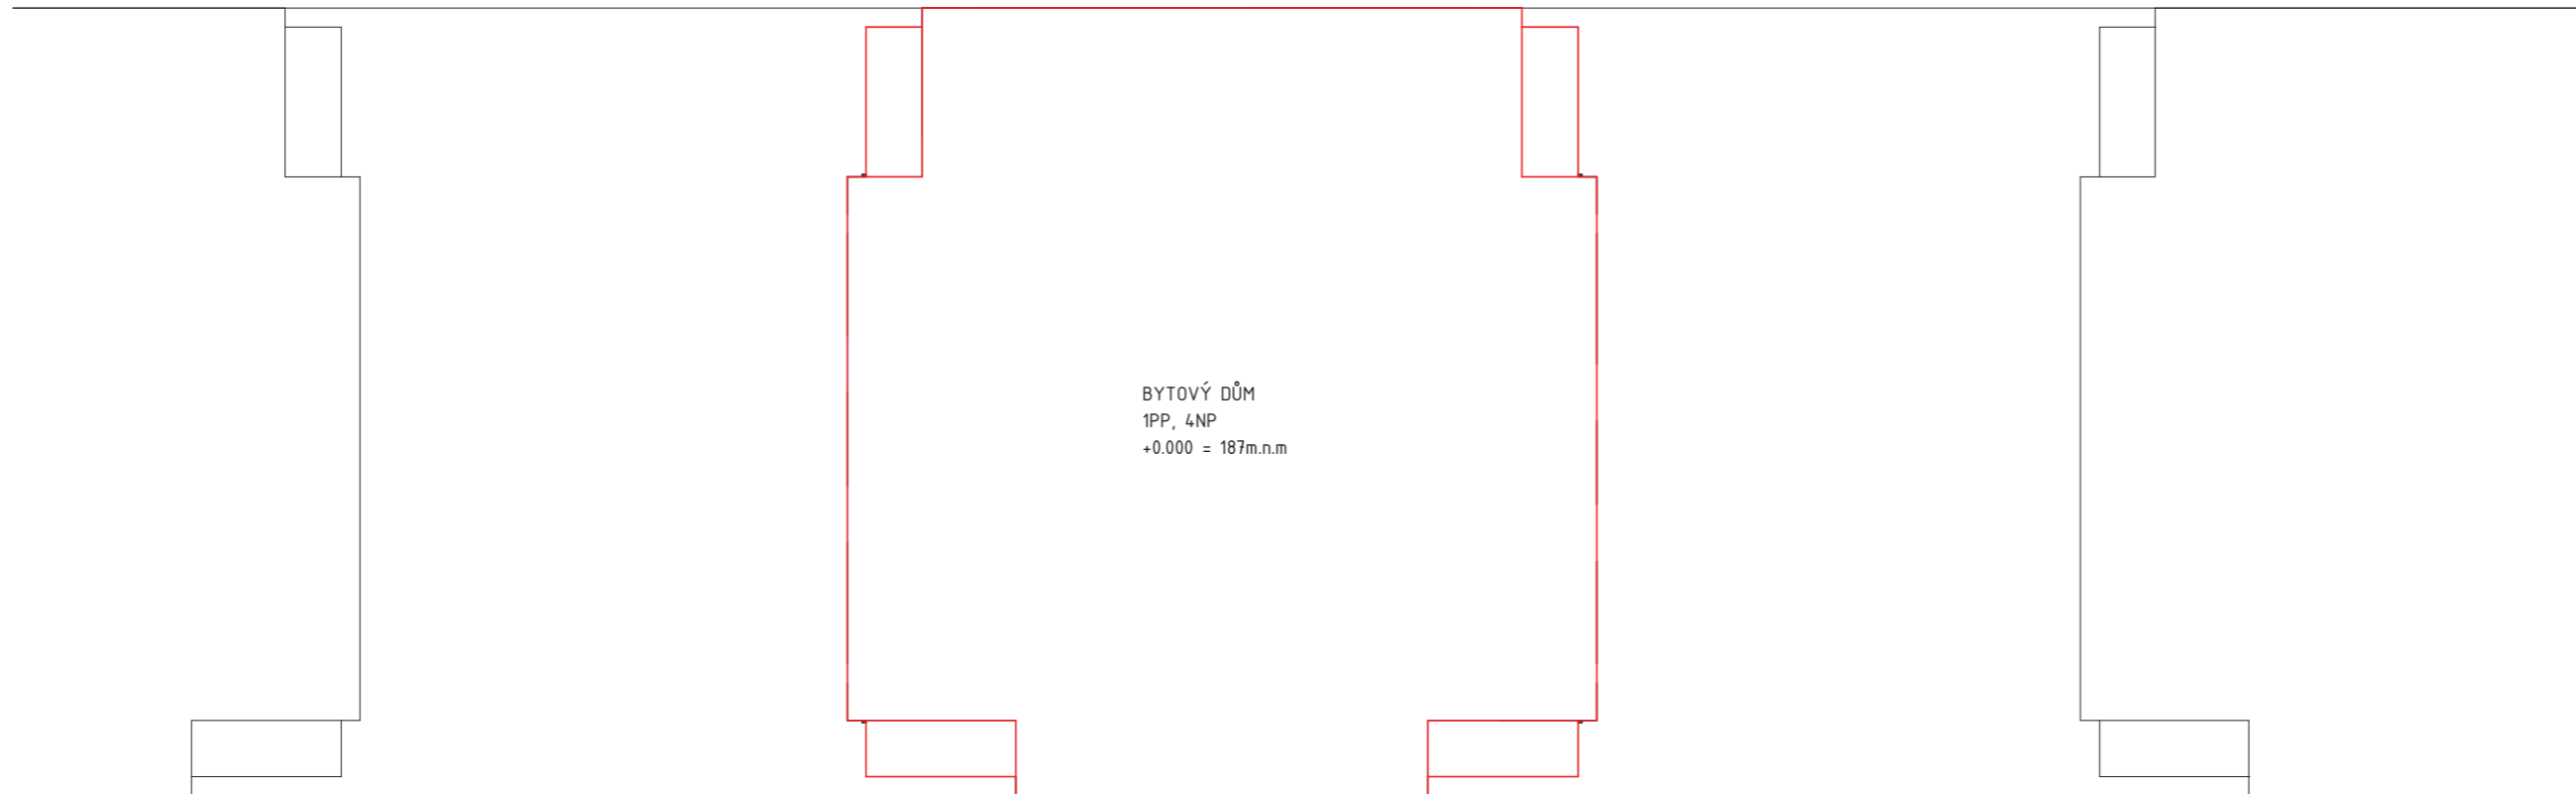 BYTOVÝ DŮM
1PP, 4NP
+0.000 = 187m.n.m